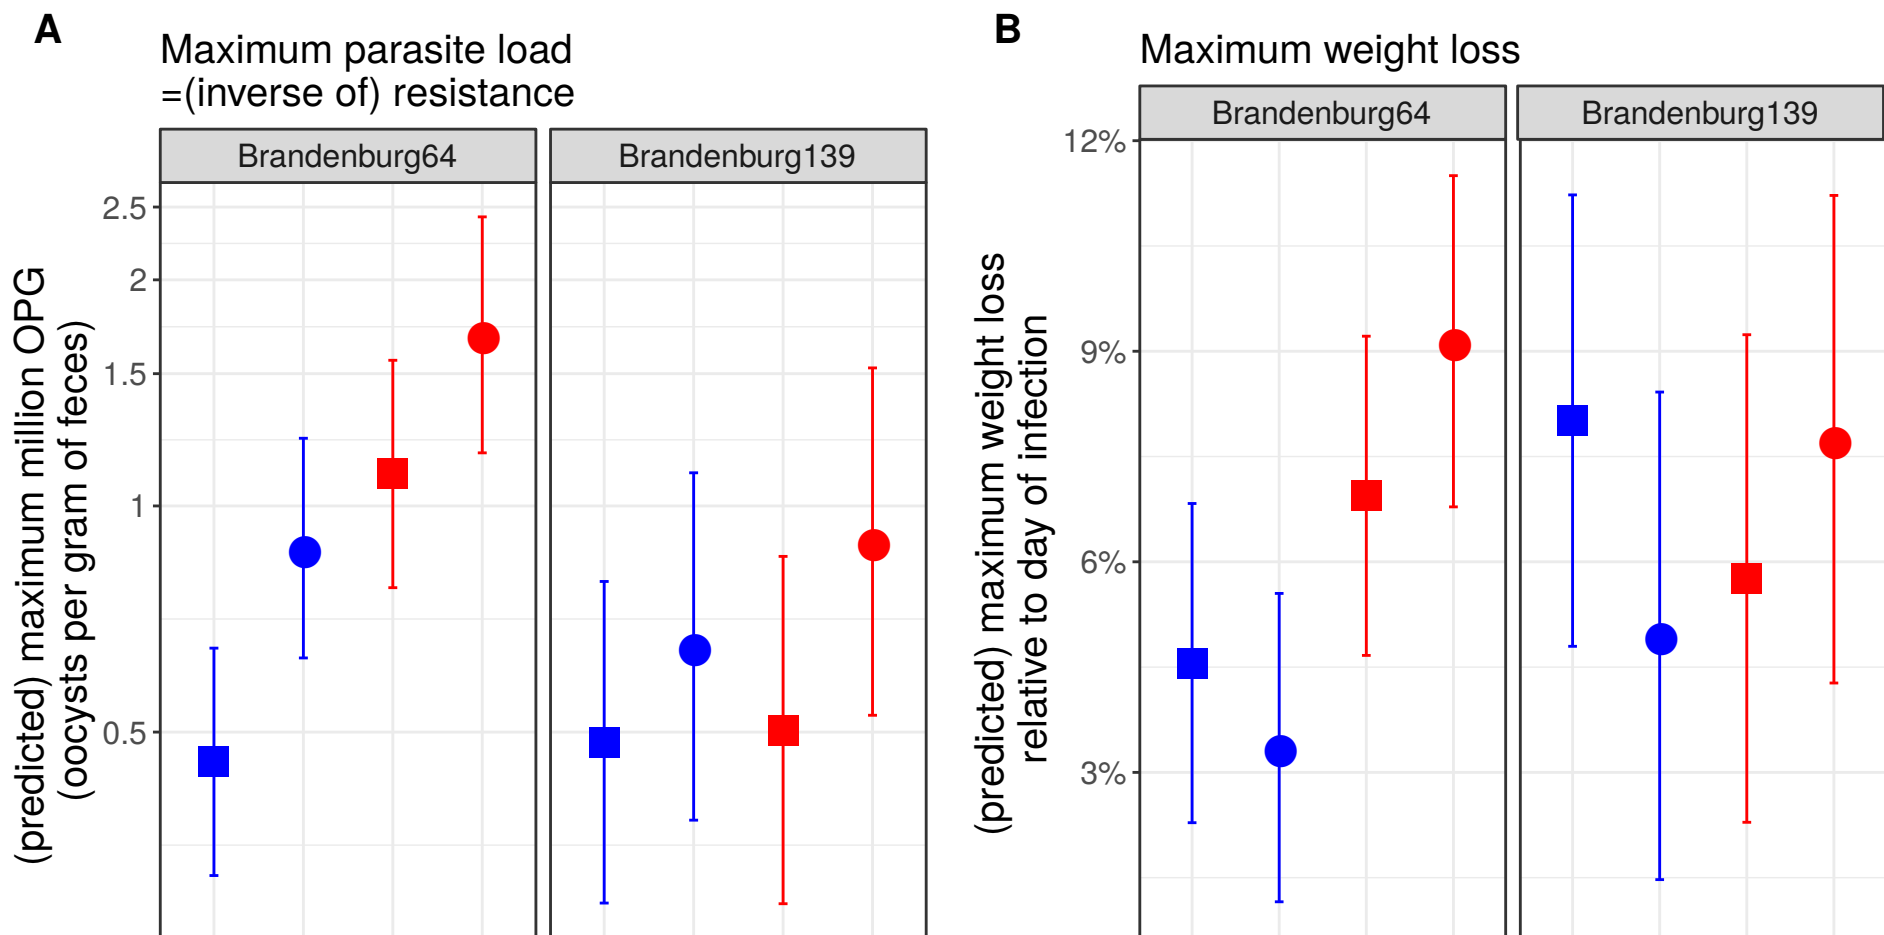 A
Maximum parasite load
=(inverse of) resistance
Brandenburg64
Brandenburg139
2.5
2
1.5
1
0.5
(predicted) maximum million OPG
(oocysts per gram of feces)
B
Maximum weight loss
Brandenburg64
Brandenburg139
12%
9%
6%
3%
(predicted) maximum weight loss
relative to day of infection